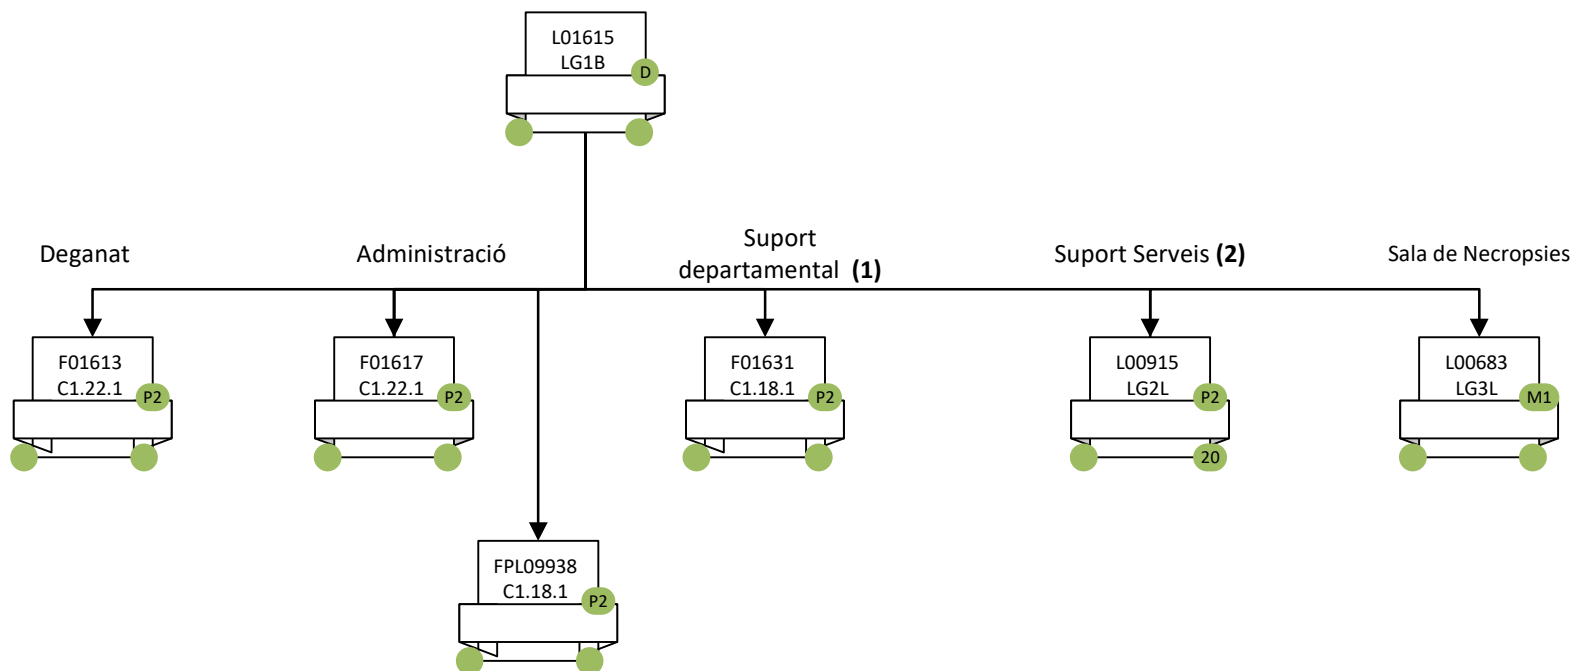 L01615
LG1B
D
Deganat
Administració
Suport
departamental (1)
Suport Serveis (2)
Sala de Necropsies
F01613
C1.22.1
P2
F01617
C1.22.1
P2
F01631
C1.18.1
P2
L00915
LG2L
P2
20
L00683
LG3L
M1
FPL09938
C1.18.1
P2